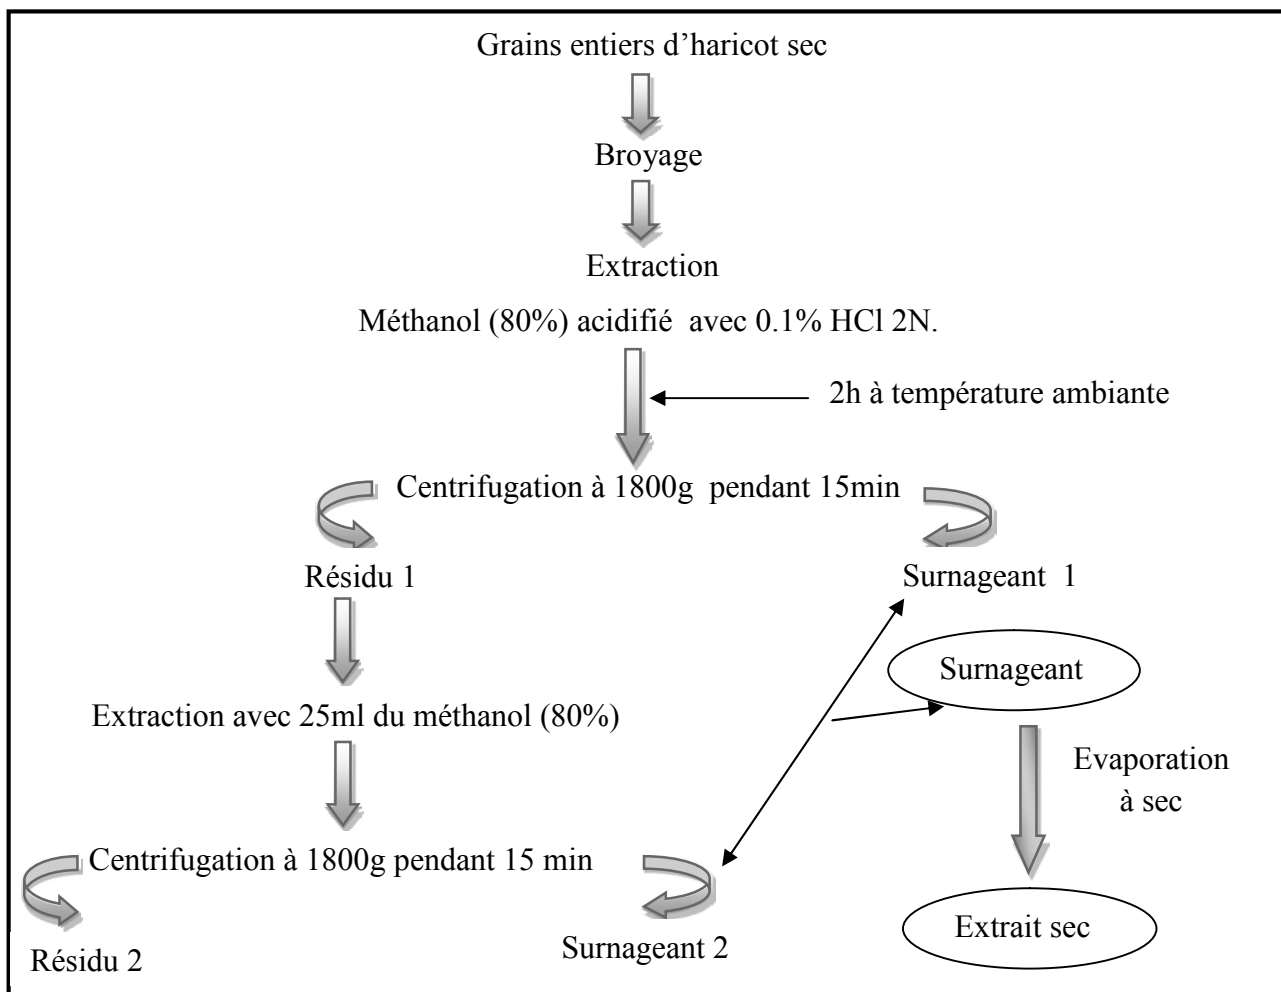 Grains entiers d’haricot sec
Broyage
Extraction
Méthanol (80%) acidifié avec 0.1% HCl 2N.
2h à température ambiante
Centrifugation à 1800g pendant 15min
Résidu 1
Surnageant 1
Surnageant
Extraction avec 25ml du méthanol (80%)
Evaporation
à sec
Centrifugation à 1800g pendant 15 min
Extrait sec
Résidu 2
Surnageant 2